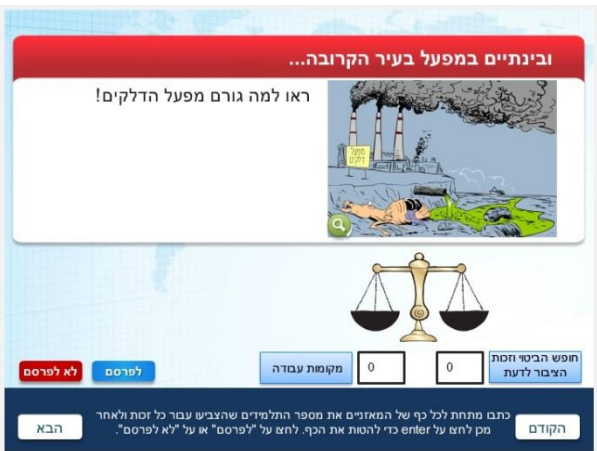 ובינתיים במפעל בעיר הקרובה...
ראו למה גורם מפעל הדלקים!
מפעל
דלקים
חופש הביטוי וזכות
הציבור לדעת
0
0
מקומות עבודה
לפרסם
לא לפרסם
הקודם
כתבו מתחת לכל כף של המאזניים את מספר התלמידים שהצביעו עבור כל זכות ולאחר
מכן לחצו על enter כדי להטות את הכף. לחצו על "לפרסם" או על "לא לפרסם".
הבא